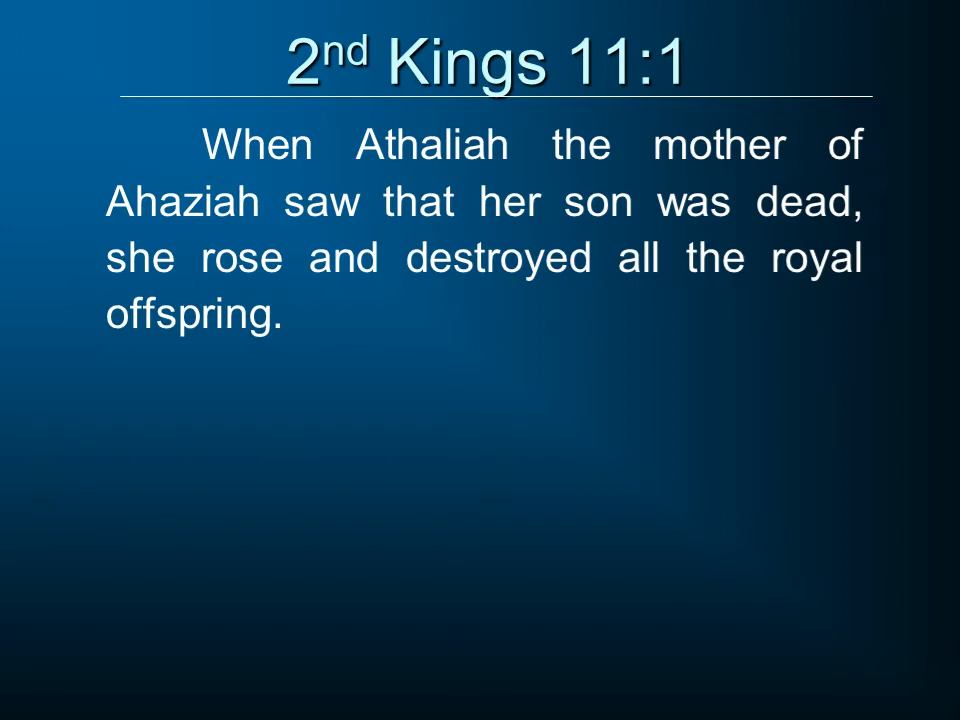 2nd Kings 11:1
When Athaliah the mother of
Ahaziah saw that her son was dead,
she rose and destroyed all the royal
offspring.